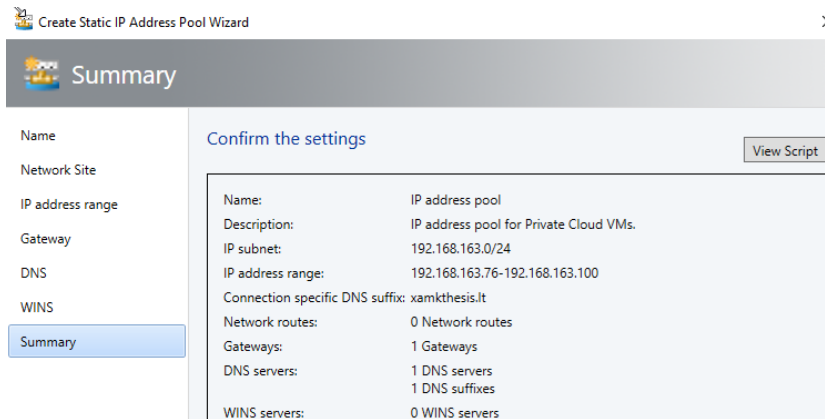 Create Static IP Address Pool Wizard
Summary
Name
Network Site
IP address range
Gateway
DNS
WINS
Summary
Confirm the settings
View Script
Name: IP address pool
Description: IP address pool for Private Cloud VMs.
IP subnet: 192.168.163.0/24
IP address range: 192.168.163.76-192.168.163.100
Connection specific DNS suffix: xamkthesis.lt
Network routes: 0 Network routes
Gateways: 1 Gateways
DNS servers: 1 DNS servers
1 DNS suffixes
WINS servers: 0 WINS servers